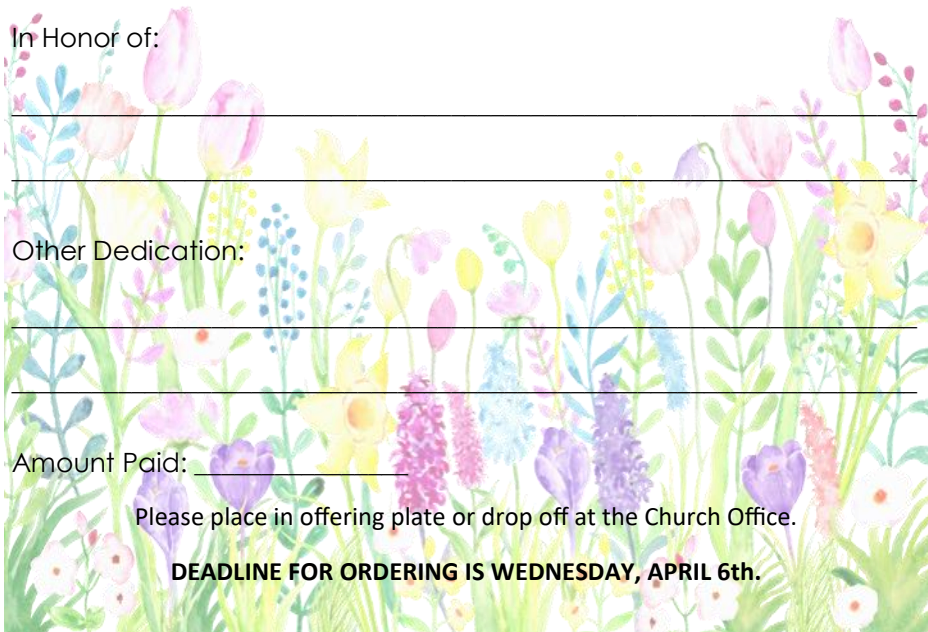 In Honor of:
Other Dedication:
Amount Paid: _______________
Please place in offering plate or drop off at the Church Office.
DEADLINE FOR ORDERING IS WEDNESDAY, APRIL 6th.